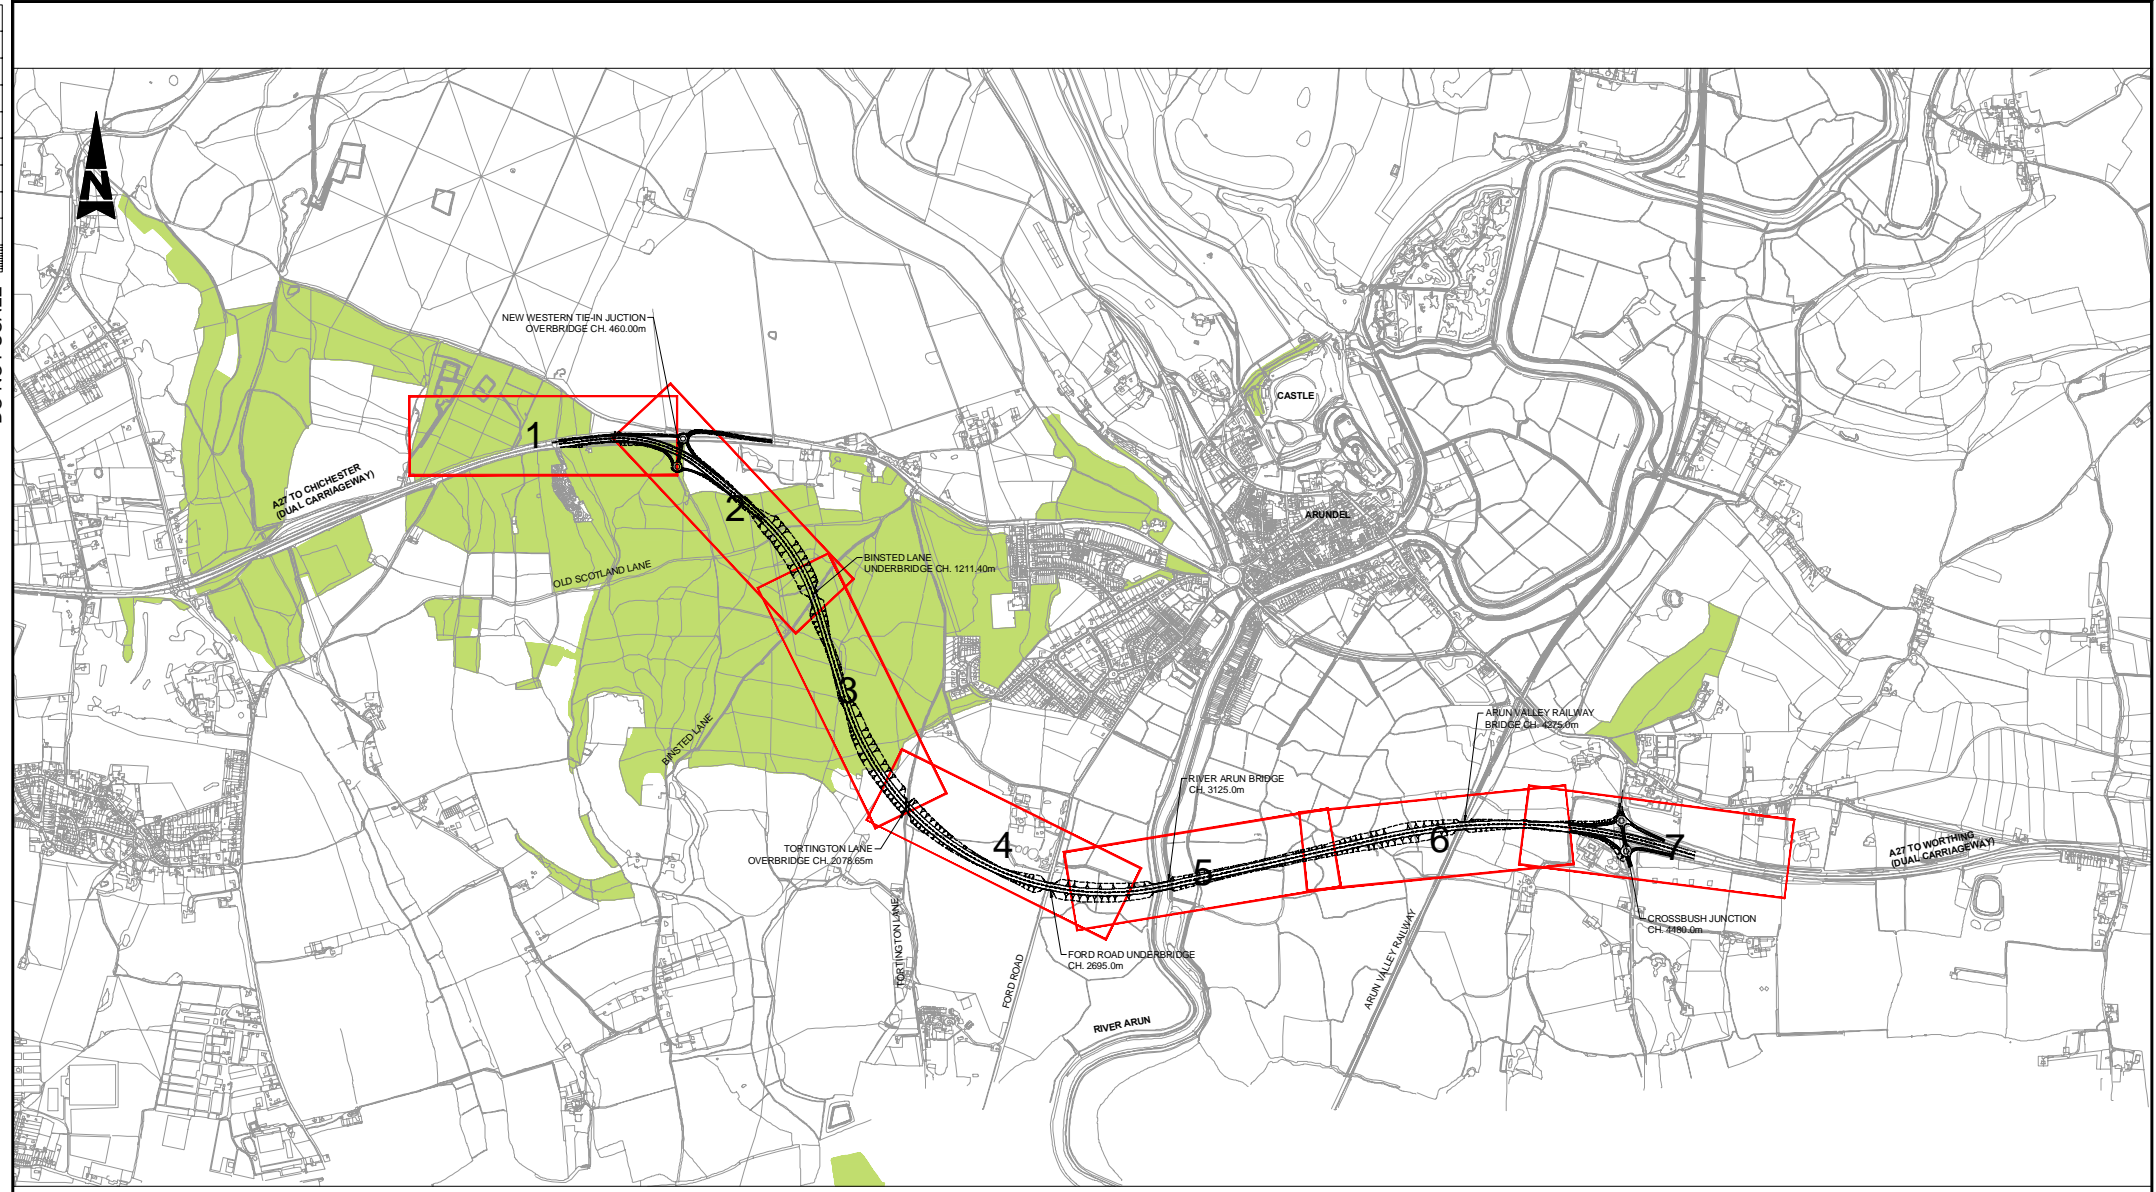 N
NEW WESTERN TIE-IN JUCTION
OVERBRIDGE CH. 460.00m
CASTLE
1
A27 TO CHICHESTER
(DUAL CARRIAGEWAY)
2
ARUNDEL
BINSTED LANE
UNDERBRIDGE CH. 1211.40m
OLD SCOTLAND LANE
3
BINSTED LANE
ARUN VALLEY RAILWAY
BRIDGE CH. 4275.0m
RIVER ARUN BRIDGE
CH. 3125.0m
TORTINGTON LANE
OVERBRIDGE CH. 2078.65m
4
5
6
7
A27 TO WORTHING
(DUAL CARRIAGEWAY)
CROSSBUSH JUNCTION
CH. 4480.0m
TORTINGTON LANE
FORD ROAD UNDERBRIDGE
CH. 2695.0m
FORD ROAD
ARUN VALLEY RAILWAY
RIVER ARUN